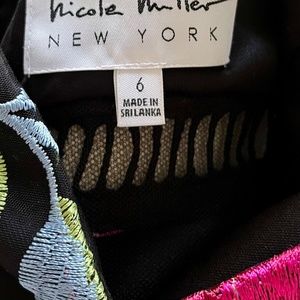 Nicole Miller
NEW YORK
6
MADE IN
SRI LANKA